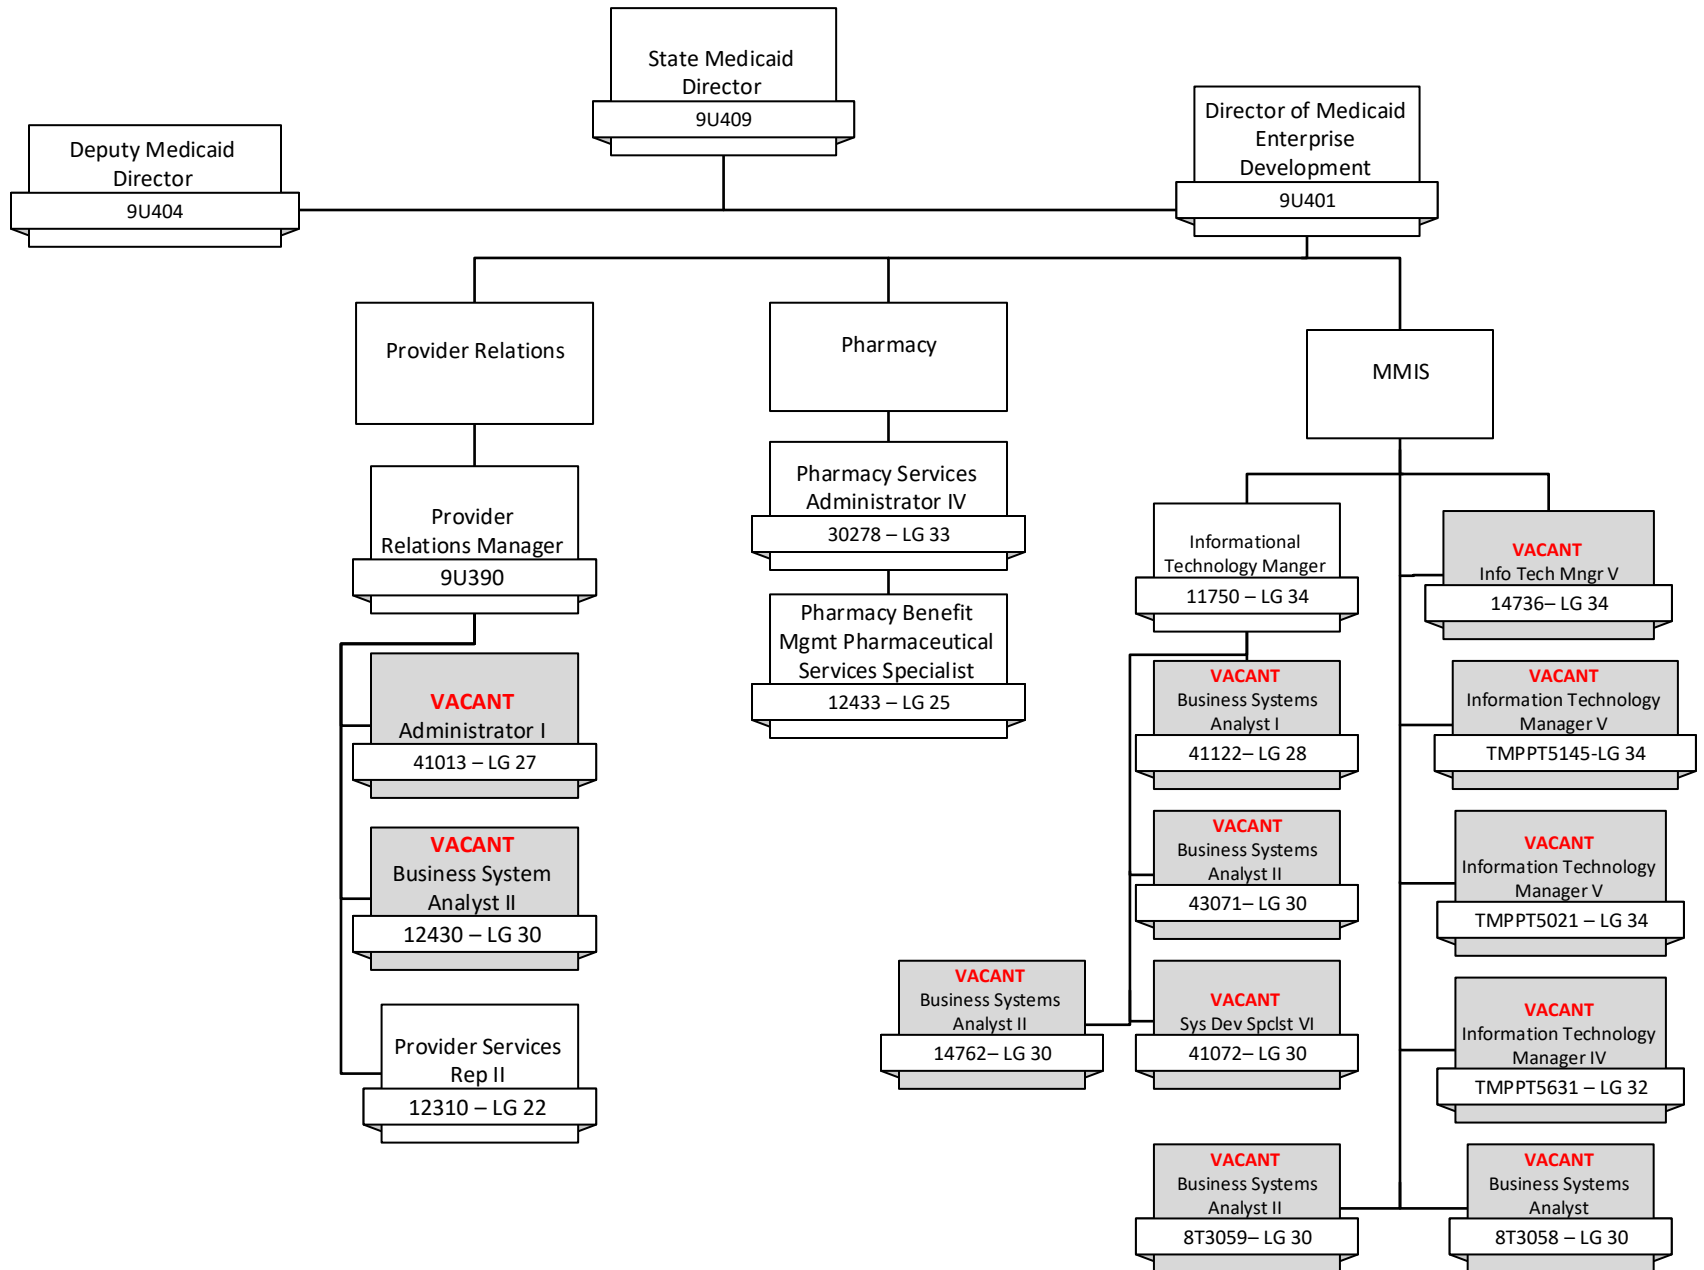 State Medicaid
Director
9U409
Deputy Medicaid
Director
9U404
Director of Medicaid
Enterprise
Development
9U401
Provider Relations
Provider
Relations Manager
9U390
VACANT
Administrator I
41013 – LG 27
VACANT
Business System
Analyst II
12430 – LG 30
Provider Services
Rep II
12310 – LG 22
Pharmacy
Pharmacy Services
Administrator IV
30278 – LG 33
Pharmacy Benefit
Mgmt Pharmaceutical
Services Specialist
12433 – LG 25
MMIS
Informational
Technology Manger
11750 – LG 34
VACANT
Business Systems
Analyst I
41122– LG 28
VACANT
Business Systems
Analyst II
43071– LG 30
VACANT
Business Systems
Analyst II
14762– LG 30
VACANT
Sys Dev Spclst VI
41072– LG 30
VACANT
Info Tech Mngr V
14736– LG 34
VACANT
Information Technology
Manager V
TMPPT5145-LG 34
VACANT
Information Technology
Manager V
TMPPT5021 – LG 34
VACANT
Information Technology
Manager IV
TMPPT5631 – LG 32
VACANT
Business Systems
Analyst II
8T3059– LG 30
VACANT
Business Systems
Analyst
8T3058 – LG 30